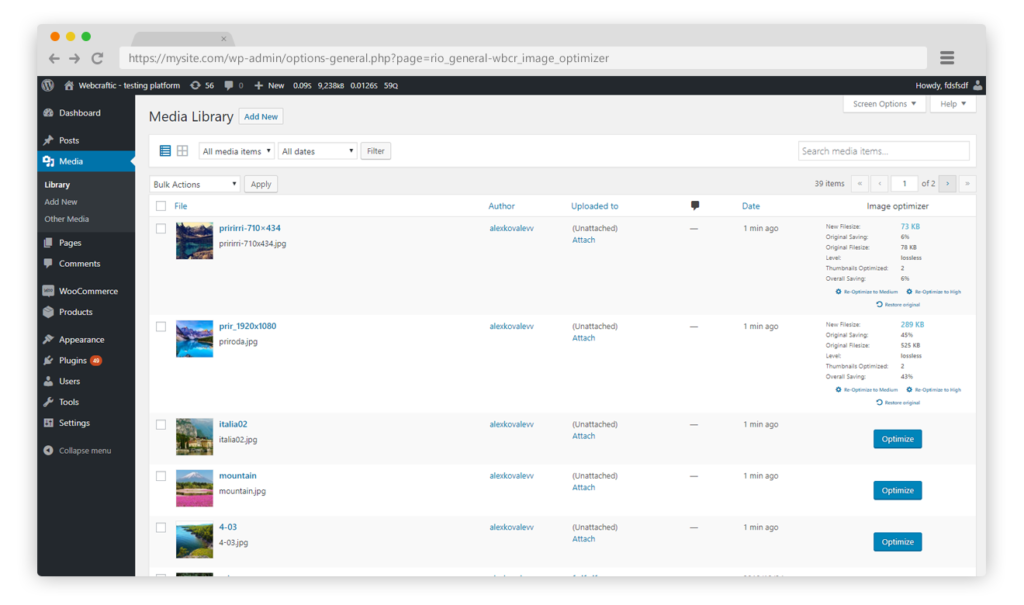 https://mysite.com/wp-admin/options-general.php?page=rio_general-wbcr_image_optimizer
Webcraftic - testing platform 56 0 New 0.09s 9,238кв 0.0126s 59Q Howdy, fdsfsdf
Screen Options Help
Dashboard
Posts
Media
Library
Add New
Other Media
Pages
Comments
WooCommerce
Products
Appearance
Plugins 46
Users
Tools
Settings
Collapse menu
Media Library Add New
All media items All dates Filter
Search media items...
Bulk Actions Apply 39 items « ‹ 1 of 2 › »
File Author Uploaded to Date Image optimizer
pririrri-710×434 alexkovalevv (Unattached) — 1 min ago
pririrri-710x434.jpg Attach
New Filesize: 73 KB
Original Saving: 6%
Original Filesize: 78 KB
Level: lossless
Thumbnails Optimized: 2
Overall Saving: 6%
Re-Optimize to Medium Re-Optimize to High
Restore original
prir_1920x1080 alexkovalevv (Unattached) — 1 min ago
priroda.jpg Attach
New Filesize: 289 KB
Original Saving: 45%
Original Filesize: 525 KB
Level: lossless
Thumbnails Optimized: 2
Overall Saving: 43%
Re-Optimize to Medium Re-Optimize to High
Restore original
italia02 alexkovalevv (Unattached) — 1 min ago
italia02.jpg Attach
Optimize
mountain alexkovalevv (Unattached) — 1 min ago
mountain.jpg Attach
Optimize
4-03 alexkovalevv (Unattached) — 1 min ago
4-03.jpg Attach
Optimize